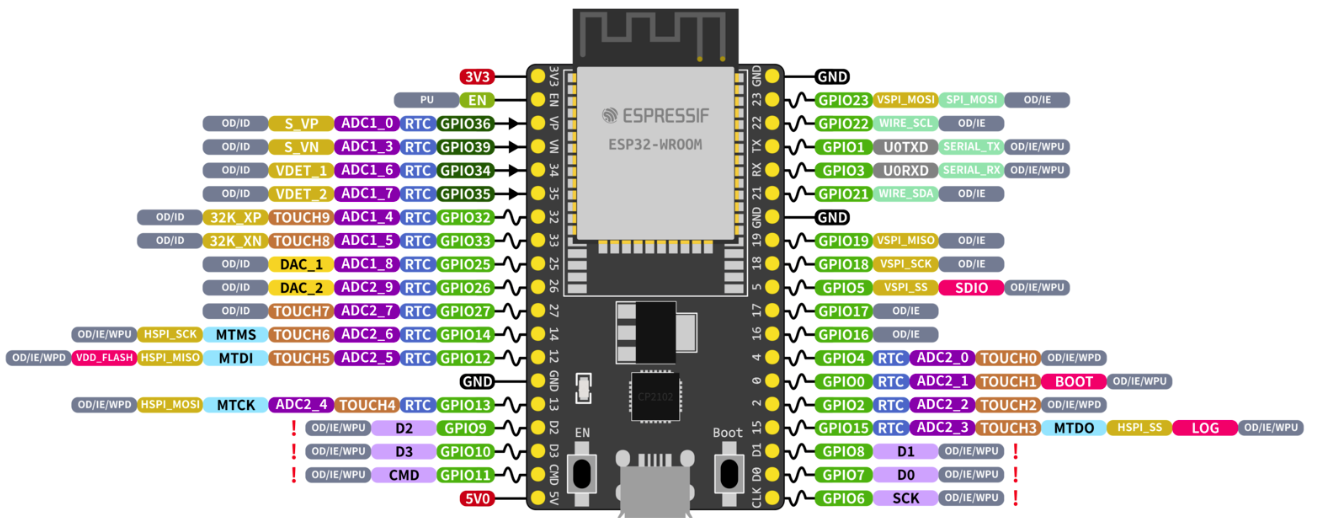 3V3 3V3 GND GND
PU EN EN ESPRESSIF 23 GPIO23 VSPI_MOSI SPI_MOSI OD/IE
OD/ID S_VP ADC1_0 RTC GPIO36 VP ESP32-WROOM 22 GPIO22 WIRE_SCL OD/IE
OD/ID S_VN ADC1_3 RTC GPIO39 VN TX GPIO1 U0TXD SERIAL_TX OD/IE/WPU
OD/ID VDET_1 ADC1_6 RTC GPIO34 34 RX GPIO3 U0RXD SERIAL_RX OD/IE/WPU
OD/ID VDET_2 ADC1_7 RTC GPIO35 35 21 GPIO21 WIRE_SDA OD/IE
OD/ID 32K_XP TOUCH9 ADC1_4 RTC GPIO32 32 GND GND
OD/ID 32K_XN TOUCH8 ADC1_5 RTC GPIO33 33 19 GPIO19 VSPI_MISO OD/IE
OD/ID DAC_1 ADC1_8 RTC GPIO25 25 18 GPIO18 VSPI_SCK OD/IE
OD/ID DAC_2 ADC2_9 RTC GPIO26 26 5 GPIO5 VSPI_SS SDIO OD/IE/WPU
OD/ID TOUCH7 ADC2_7 RTC GPIO27 27 17 GPIO17 OD/IE
OD/IE/WPU HSPI_SCK MTMS TOUCH6 ADC2_6 RTC GPIO14 14 16 GPIO16 OD/IE
OD/IE/WPD VDD_FLASH HSPI_MISO MTDI TOUCH5 ADC2_5 RTC GPIO12 12 4 GPIO4 RTC ADC2_0 TOUCH0 OD/IE/WPD
GND GND 0 GPIO0 RTC ADC2_1 TOUCH1 BOOT OD/IE/WPU
OD/IE/WPD HSPI_MOSI MTCK ADC2_4 TOUCH4 RTC GPIO13 13 CP2102 2 GPIO2 RTC ADC2_2 TOUCH2 OD/IE/WPD
! OD/IE/WPU D2 GPIO9 D2 EN Boot 15 GPIO15 RTC ADC2_3 TOUCH3 MTDO HSPI_SS LOG OD/IE/WPU
! OD/IE/WPU D3 GPIO10 D3 D1 GPIO8 D1 OD/IE/WPU !
! OD/IE/WPU CMD GPIO11 CMD D0 GPIO7 D0 OD/IE/WPU !
5V0 5V CLK GPIO6 SCK OD/IE/WPU !